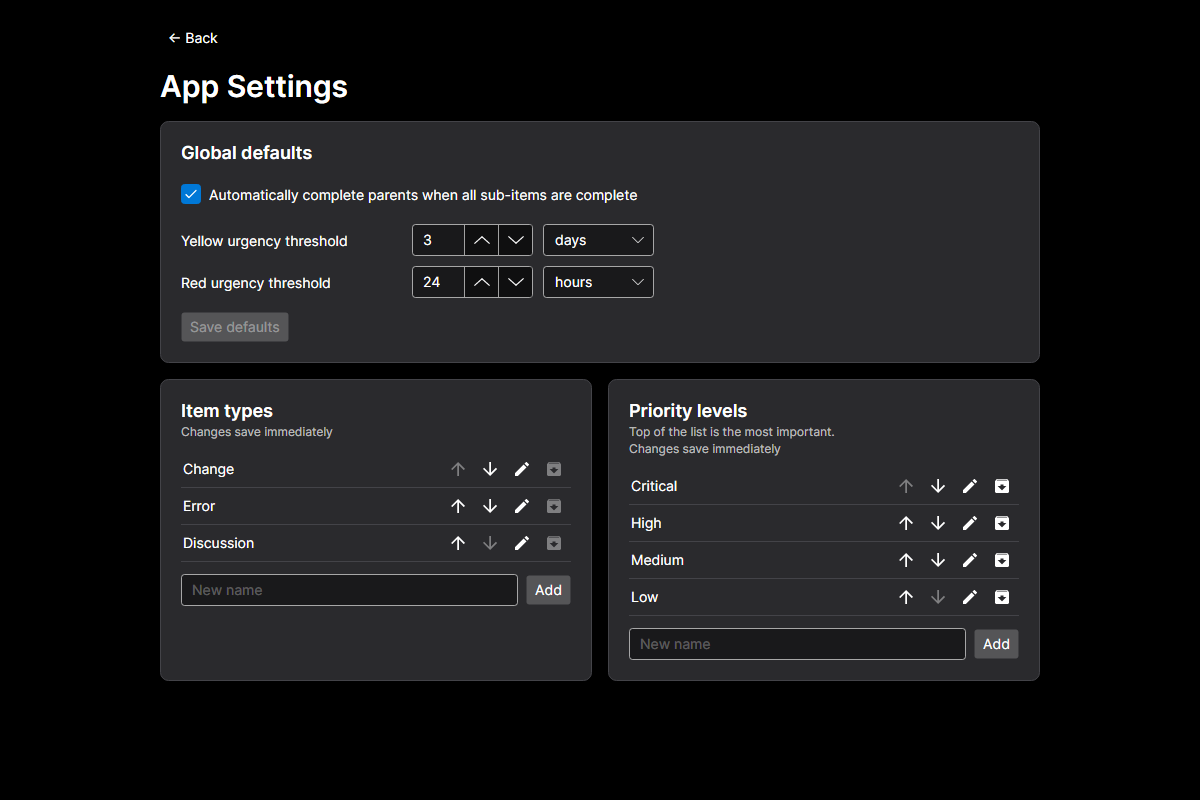 ← Back
App Settings
Global defaults
Automatically complete parents when all sub-items are complete
Yellow urgency threshold 3 days
Red urgency threshold 24 hours
Save defaults
Item types
Changes save immediately
Change
Error
Discussion
New name Add
Priority levels
Top of the list is the most important.
Changes save immediately
Critical
High
Medium
Low
New name Add